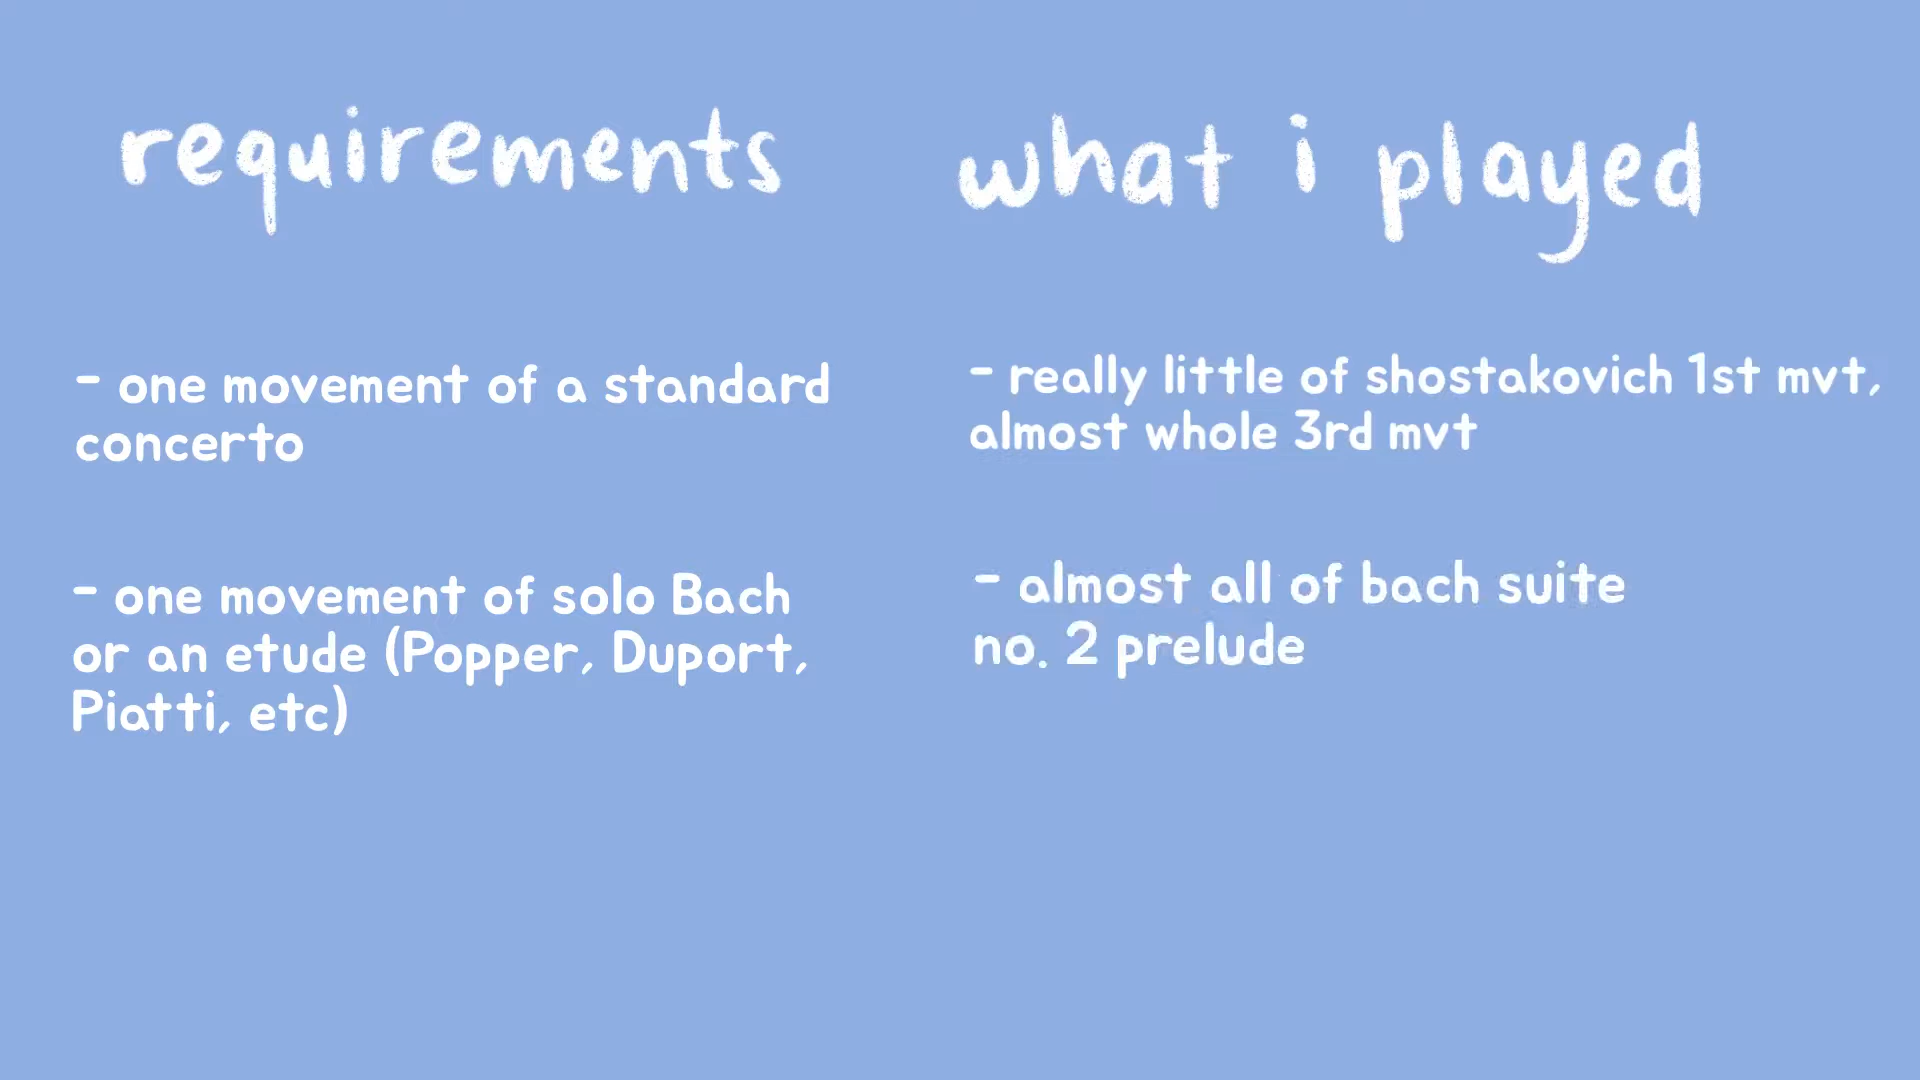 requirements
- one movement of a standard
concerto
- one movement of solo Bach
or an etude (Popper, Duport,
Piatti, etc)
what i played
- really little of shostakovich 1st mvt,
almost whole 3rd mvt
- almost all of bach suite
no. 2 prelude